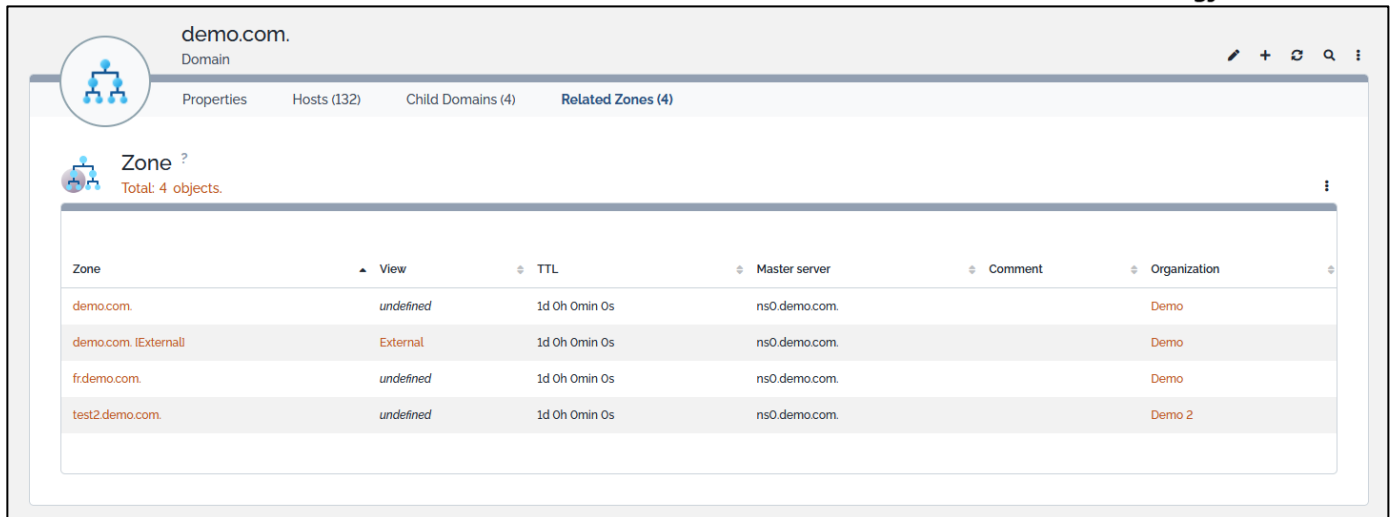 demo.com.
Domain
Properties Hosts (132) Child Domains (4) Related Zones (4)
Zone ?
Total: 4 objects.
Zone View TTL Master server Comment Organization
demo.com. undefined 1d 0h 0min 0s ns0.demo.com. Demo
demo.com. [External] External 1d 0h 0min 0s ns0.demo.com. Demo
fr.demo.com. undefined 1d 0h 0min 0s ns0.demo.com. Demo
test2.demo.com. undefined 1d 0h 0min 0s ns0.demo.com. Demo 2